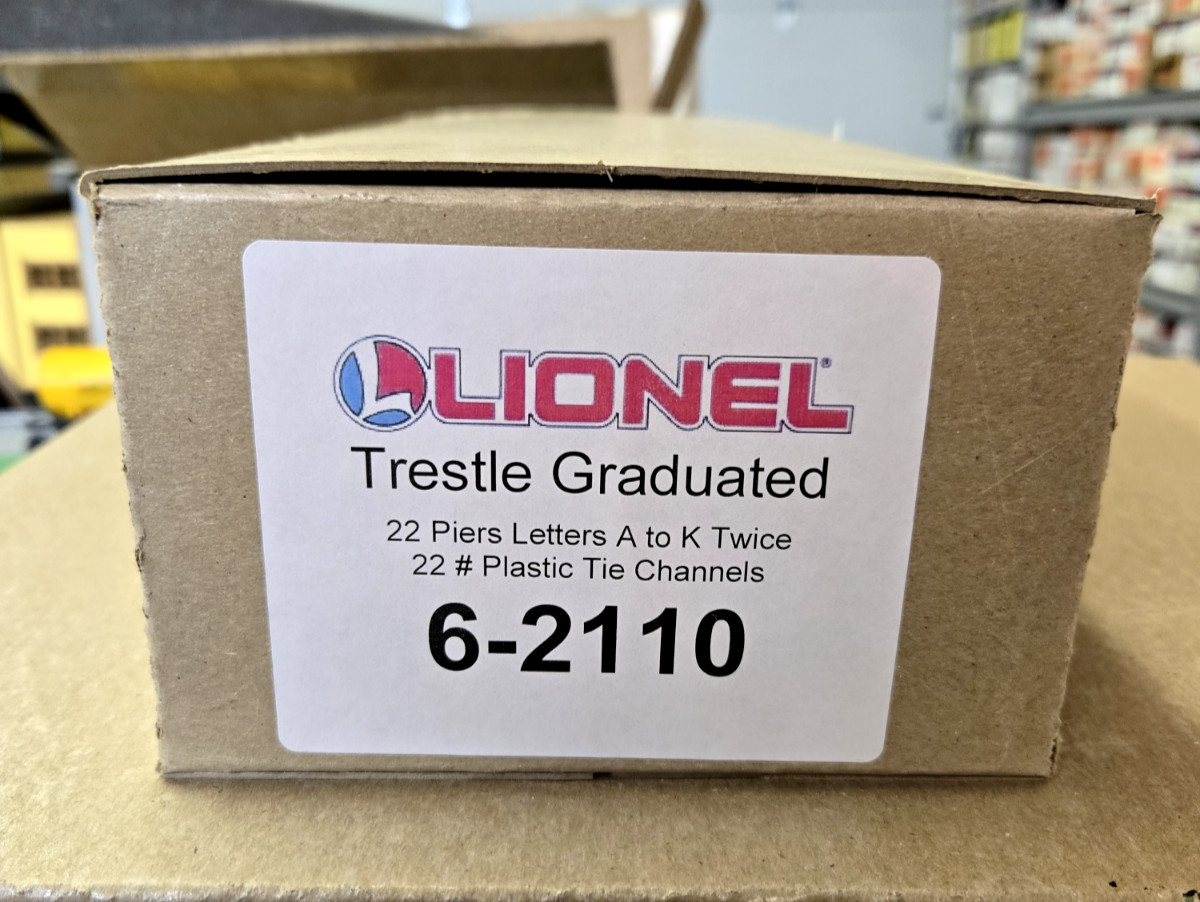 LIONEL®
Trestle Graduated
22 Piers Letters A to K Twice
22 # Plastic Tie Channels
6-2110